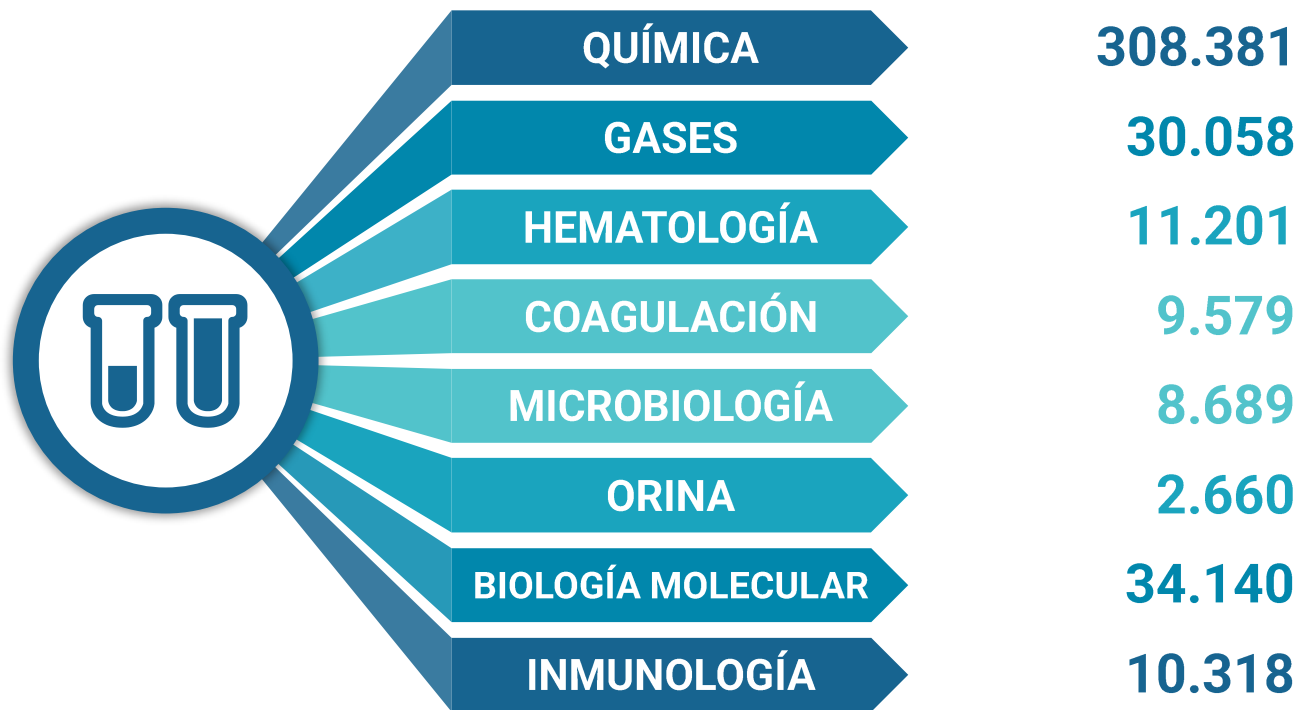 QUÍMICA 308.381
GASES 30.058
HEMATOLOGÍA 11.201
COAGULACIÓN 9.579
MICROBIOLOGÍA 8.689
ORINA 2.660
BIOLOGÍA MOLECULAR 34.140
INMUNOLOGÍA 10.318